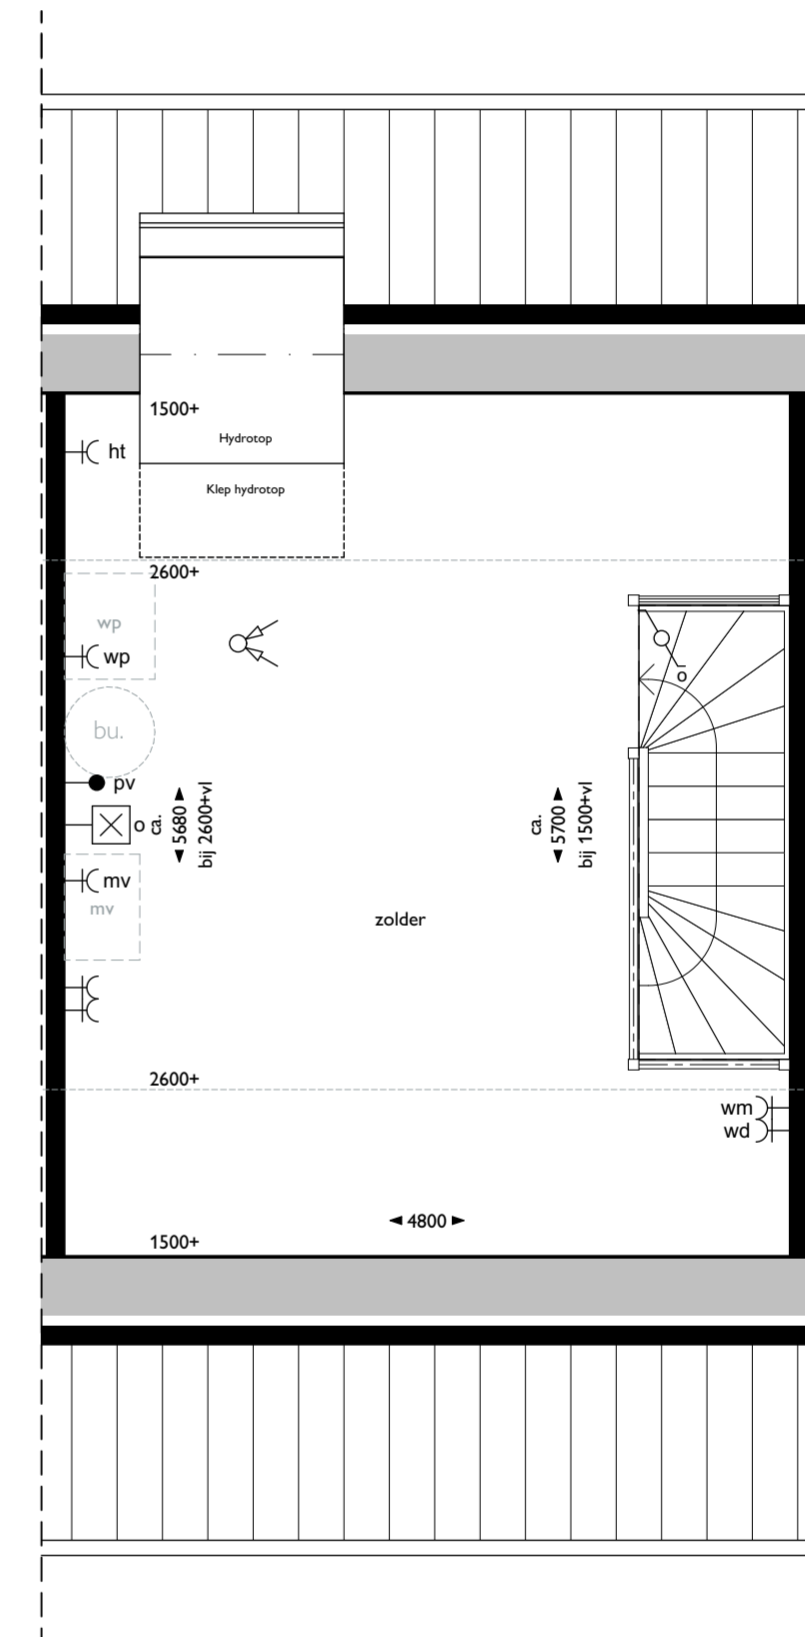 1500+
Hydrotop
ht
Klep hydrotop
2600+
wp
wp
o
bu.
pv
o
ca.
5680
bij 2600+vl
ca.
5700
bij 1500+vl
mv
mv
zolder
2600+
wm
wd
4800
1500+